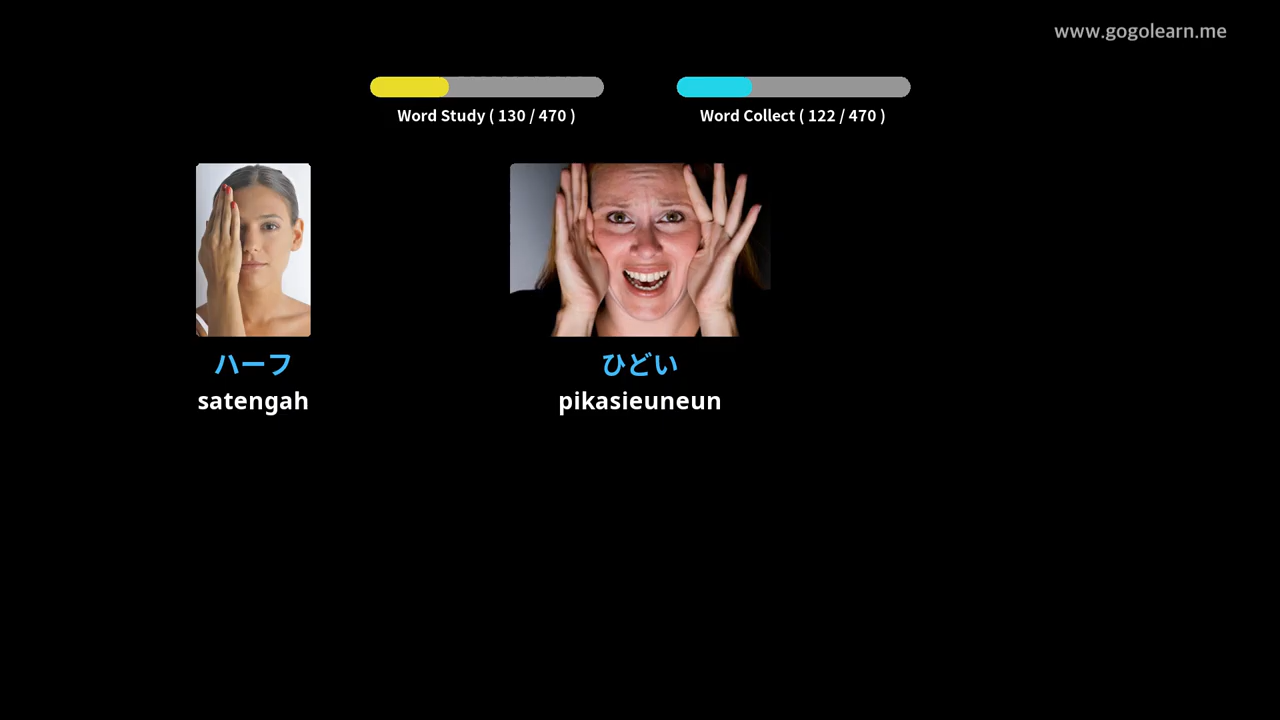 www.gogolearn.me
Word Study ( 130 / 470 )
Word Collect ( 122 / 470 )
ハーフ
satengah
ひどい
pikasieuneun